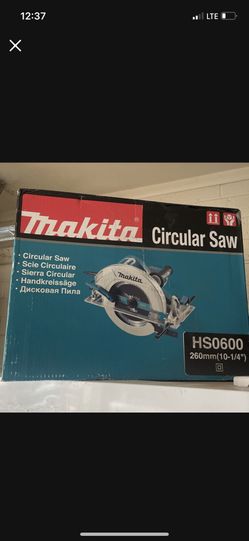 12:37
LTE
makita
Circular Saw
· Circular Saw
· Scie Circulaire
· Sierra Circular
· Handkreissäge
· Дисковая Пила
makita
HS0600
260mm(10-1/4")